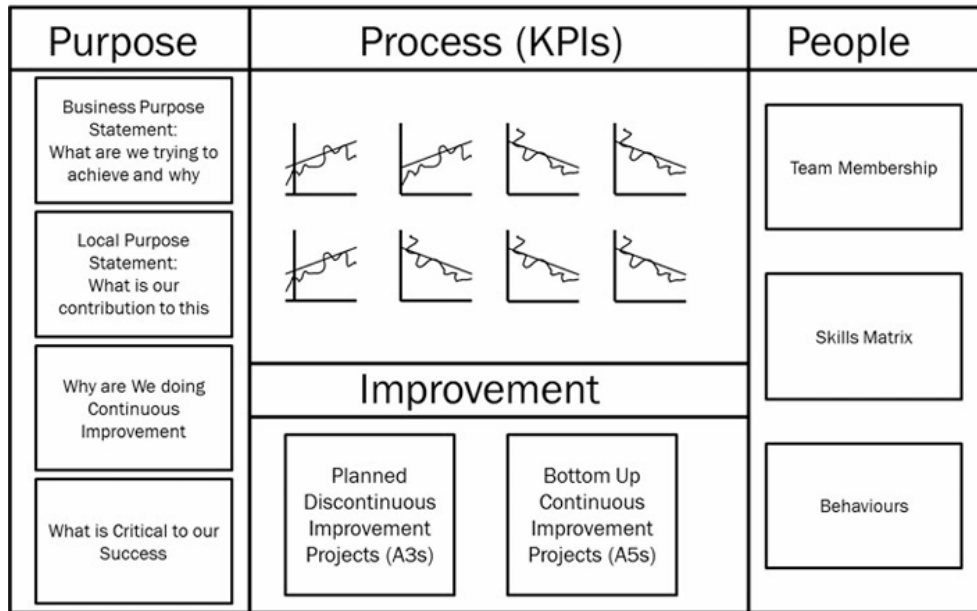 Purpose
Business Purpose
Statement:
What are we trying to
achieve and why
Local Purpose
Statement:
What is our
contribution to this
Why are We doing
Continuous
Improvement
What is Critical to our
Success
Process (KPIs)
Improvement
Planned
Discontinuous
Improvement
Projects (A3s)
Bottom Up
Continuous
Improvement
Projects (A5s)
People
Team Membership
Skills Matrix
Behaviours